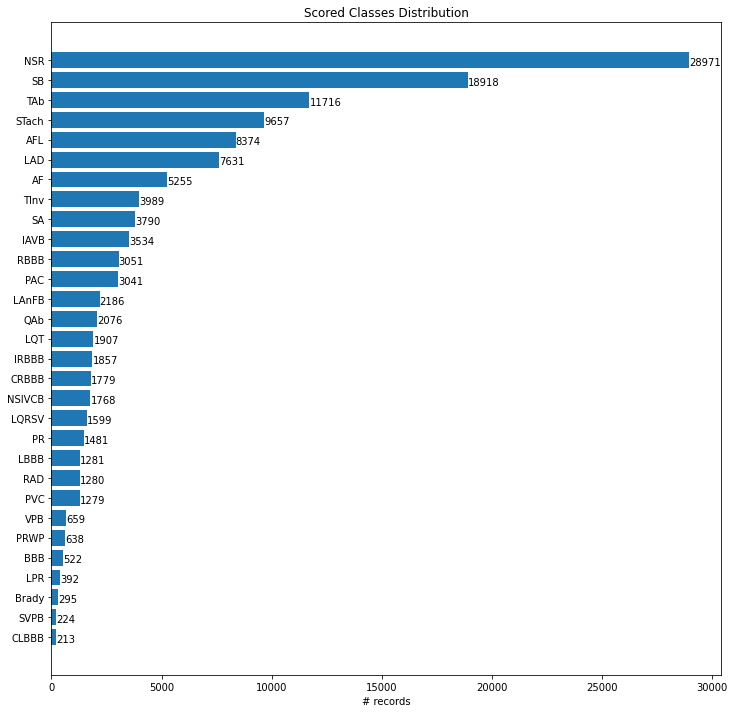 Scored Classes Distribution
NSR 28971
SB 18918
TAb 11716
STach 9657
AFL 8374
LAD 7631
AF 5255
TInv 3989
SA 3790
IAVB 3534
RBBB 3051
PAC 3041
LAnFB 2186
QAb 2076
LQT 1907
IRBBB 1857
CRBBB 1779
NSIVCB 1768
LQRSV 1599
PR 1481
LBBB 1281
RAD 1280
PVC 1279
VPB 659
PRWP 638
BBB 522
LPR 392
Brady 295
SVPB 224
CLBBB 213
0 5000 10000 15000 20000 25000 30000
# records